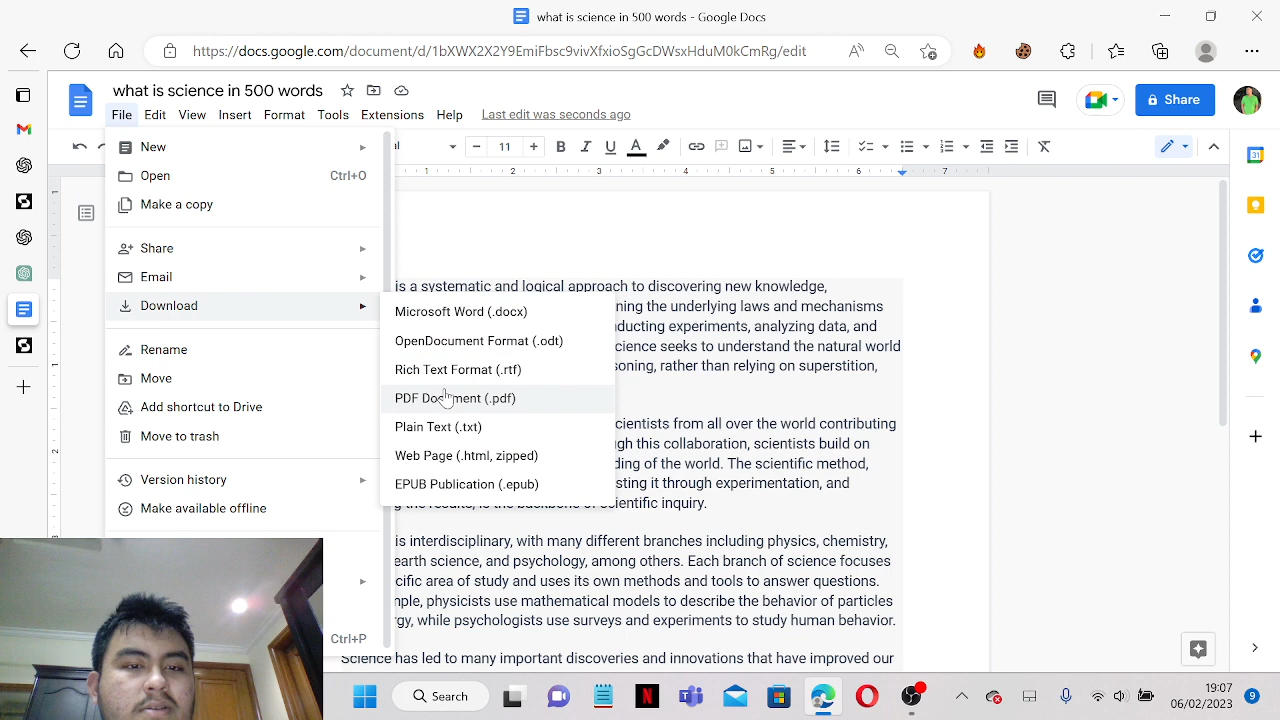 what is science in 500 words - Google Docs
https://docs.google.com/document/d/1bXWX2X2Y9EmiFbsc9vivXfxioSgGcDWsxHduM0kCmRg/edit
what is science in 500 words
File Edit View Insert Format Tools Extensions Help Last edit was seconds ago
Share
11
1 2 3 4 5 6 7
New
Open Ctrl+O
Make a copy
Share
Email
Download
Rename
Move
Add shortcut to Drive
Move to trash
Version history
Make available offline
Ctrl+P
Microsoft Word (.docx)
OpenDocument Format (.odt)
Rich Text Format (.rtf)
PDF Document (.pdf)
Plain Text (.txt)
Web Page (.html, zipped)
EPUB Publication (.epub)
is a systematic and logical approach to discovering new knowledge,
ning the underlying laws and mechanisms
ducting experiments, analyzing data, and
cience seeks to understand the natural world
soning, rather than relying on superstition,
cientists from all over the world contributing
gh this collaboration, scientists build on
ding of the world. The scientific method,
sting it through experimentation, and
g the results, is the backbone of scientific inquiry.
is interdisciplinary, with many different branches including physics, chemistry,
earth science, and psychology, among others. Each branch of science focuses
cific area of study and uses its own methods and tools to answer questions.
mple, physicists use mathematical models to describe the behavior of particles
rgy, while psychologists use surveys and experiments to study human behavior.
Science has led to many important discoveries and innovations that have improved our
Search
19:07
06/02/2023
9